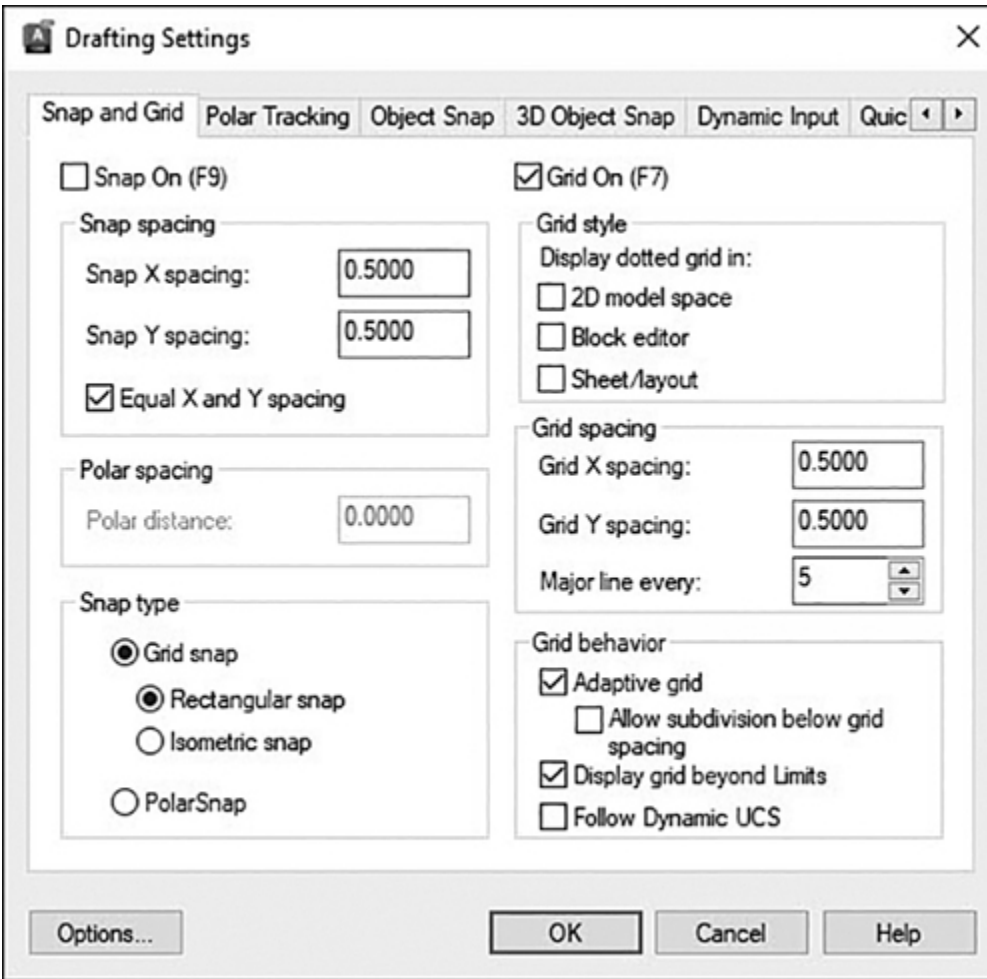 Drafting Settings
Snap and Grid
Polar Tracking
Object Snap
3D Object Snap
Dynamic Input
Quic
Snap On (F9)
Snap spacing
Snap X spacing: 0.5000
Snap Y spacing: 0.5000
Equal X and Y spacing
Polar spacing
Polar distance: 0.0000
Snap type
Grid snap
Rectangular snap
Isometric snap
PolarSnap
Grid On (F7)
Grid style
Display dotted grid in:
2D model space
Block editor
Sheet/layout
Grid spacing
Grid X spacing: 0.5000
Grid Y spacing: 0.5000
Major line every: 5
Grid behavior
Adaptive grid
Allow subdivision below grid
spacing
Display grid beyond Limits
Follow Dynamic UCS
Options...
OK
Cancel
Help